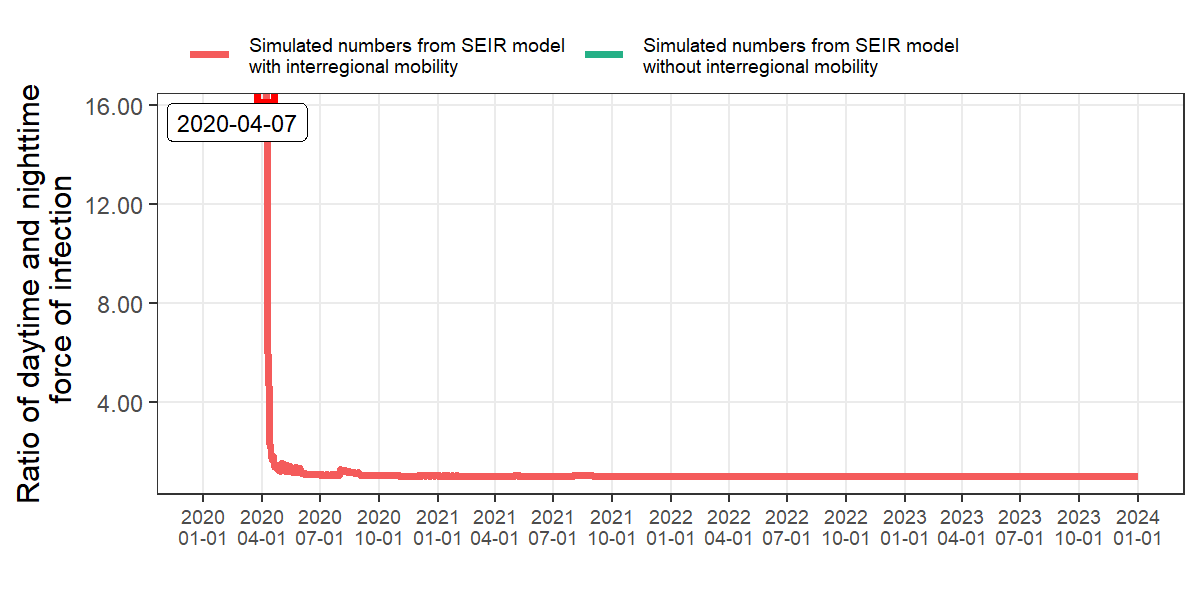 Simulated numbers from SEIR model
with interregional mobility
Simulated numbers from SEIR model
without interregional mobility
Ratio of daytime and nighttime
force of infection
16.00
12.00
8.00
4.00
2020-04-07
2020 2020 2020 2020 2021 2021 2021 2021 2022 2022 2022 2022 2023 2023 2023 2023 2024
01-01 04-01 07-01 10-01 01-01 04-01 07-01 10-01 01-01 04-01 07-01 10-01 01-01 04-01 07-01 10-01 01-01